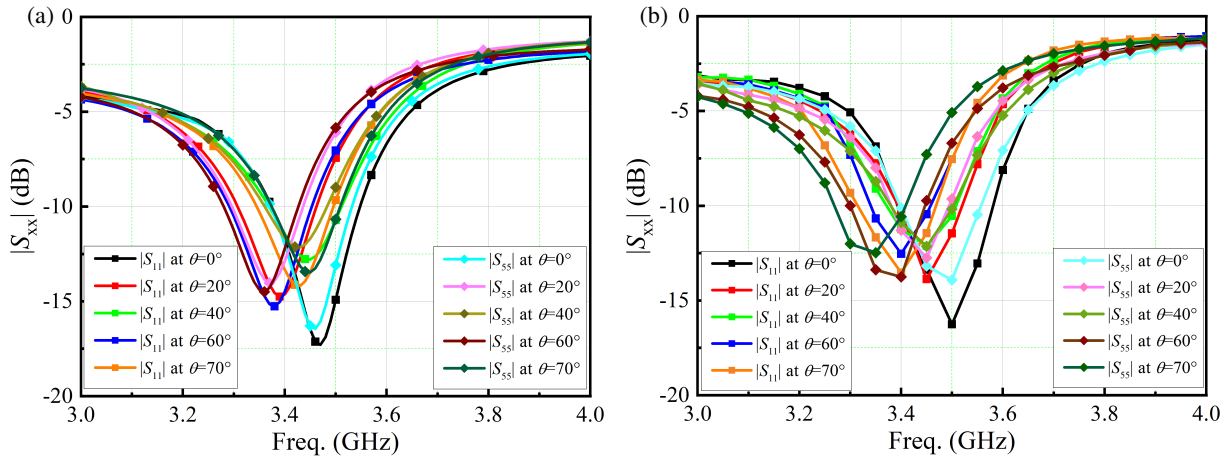 (a)
|Sxx| (dB)
0
-5
-10
-15
-20
3.0 3.2 3.4 3.6 3.8 4.0
Freq. (GHz)
|S11| at θ=0°
|S11| at θ=20°
|S11| at θ=40°
|S11| at θ=60°
|S11| at θ=70°
|S55| at θ=0°
|S55| at θ=20°
|S55| at θ=40°
|S55| at θ=60°
|S55| at θ=70°
(b)
|Sxx| (dB)
0
-5
-10
-15
-20
3.0 3.2 3.4 3.6 3.8 4.0
Freq. (GHz)
|S11| at θ=0°
|S11| at θ=20°
|S11| at θ=40°
|S11| at θ=60°
|S11| at θ=70°
|S55| at θ=0°
|S55| at θ=20°
|S55| at θ=40°
|S55| at θ=60°
|S55| at θ=70°